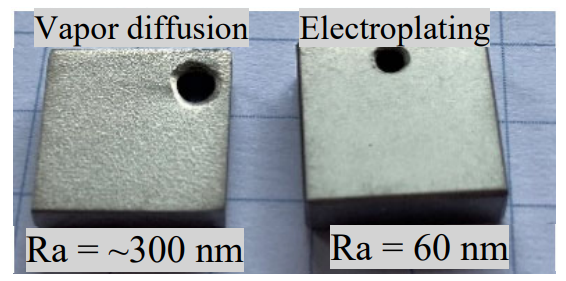 Vapor diffusion
Electroplating
Ra = ~300 nm
Ra = 60 nm